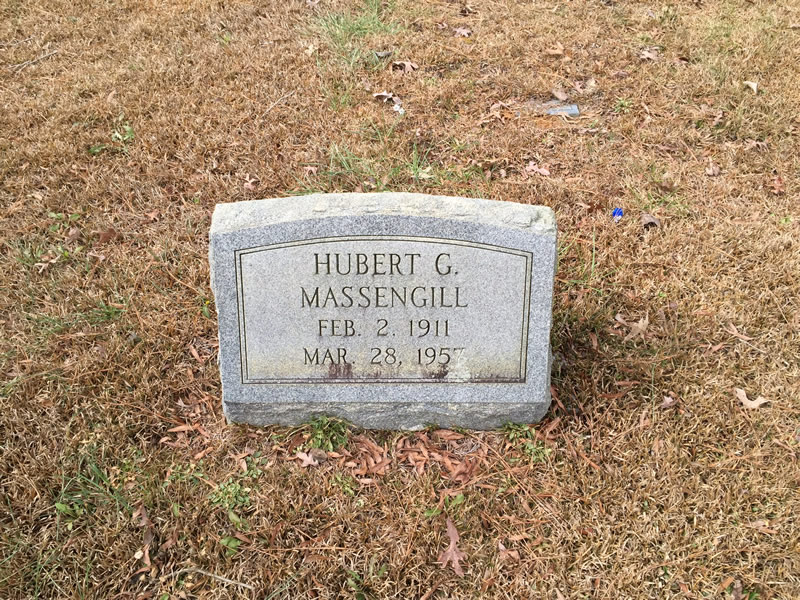 HUBERT G.
MASSENGILL
FEB. 2, 1911
MAR. 28, 1957